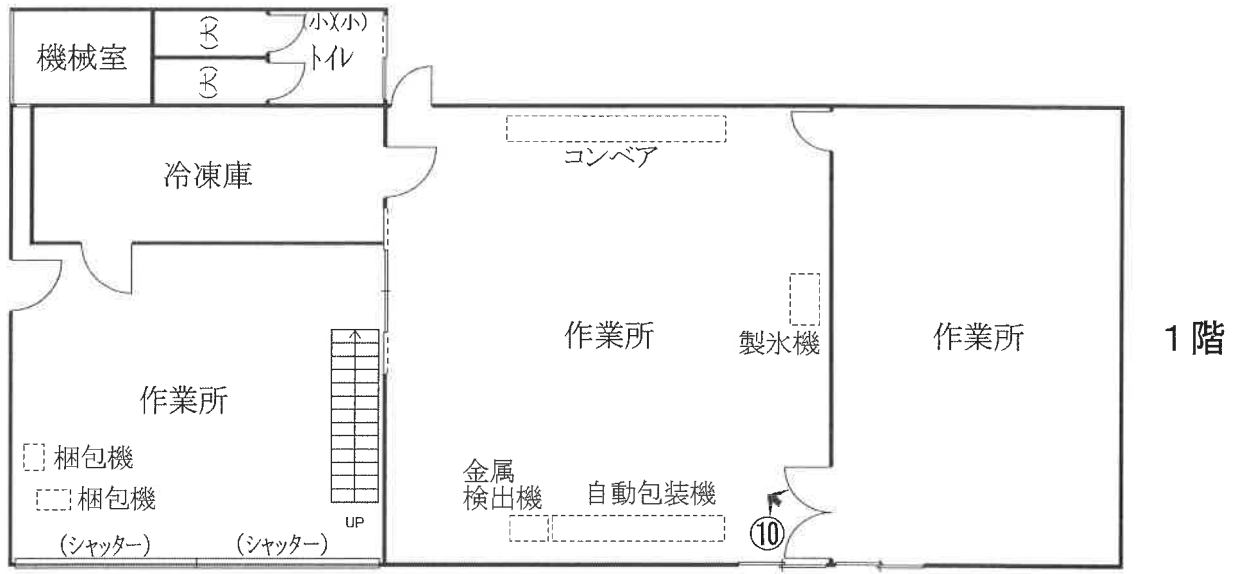 (小)(小)
機械室
(大)
トイレ
(大)
コンベア
冷凍庫
作業所
製氷機
作業所
1階
作業所
梱包機
梱包機
金属
検出機
自動包装機
UP
⑩
(シャッター)
(シャッター)